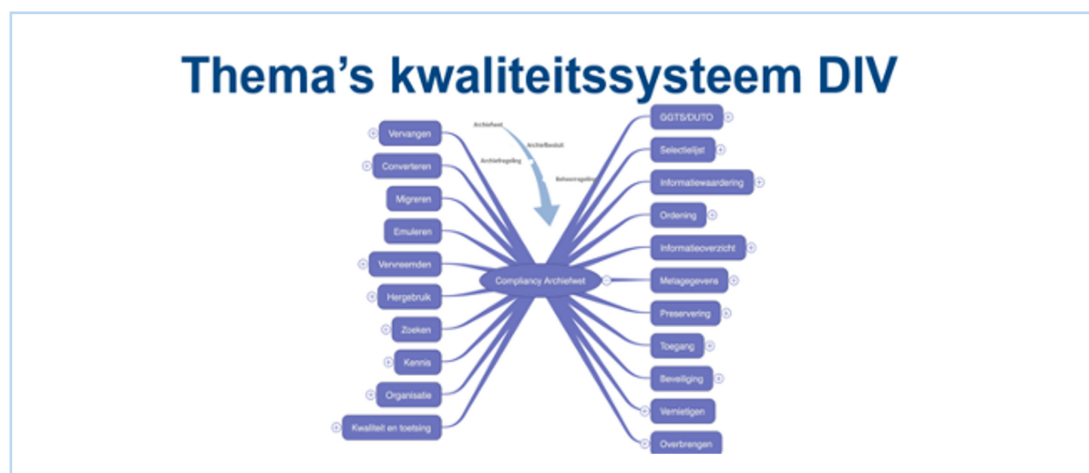 Thema's kwaliteitssysteem DIV
Archiefwet
Archiefbesluit
Archiefregeling
Beheerregeling
Vervangen
Converteren
Migreren
Emuleren
Vervreemden
Hergebruik
Zoeken
Kennis
Organisatie
Kwaliteit en toetsing
Compliancy Archiefwet
GGTS/DUTO
Selectielijst
Informatiewaardering
Ordening
Informatieoverzicht
Metagegevens
Preservering
Toegang
Beveiliging
Vernietigen
Overbrengen